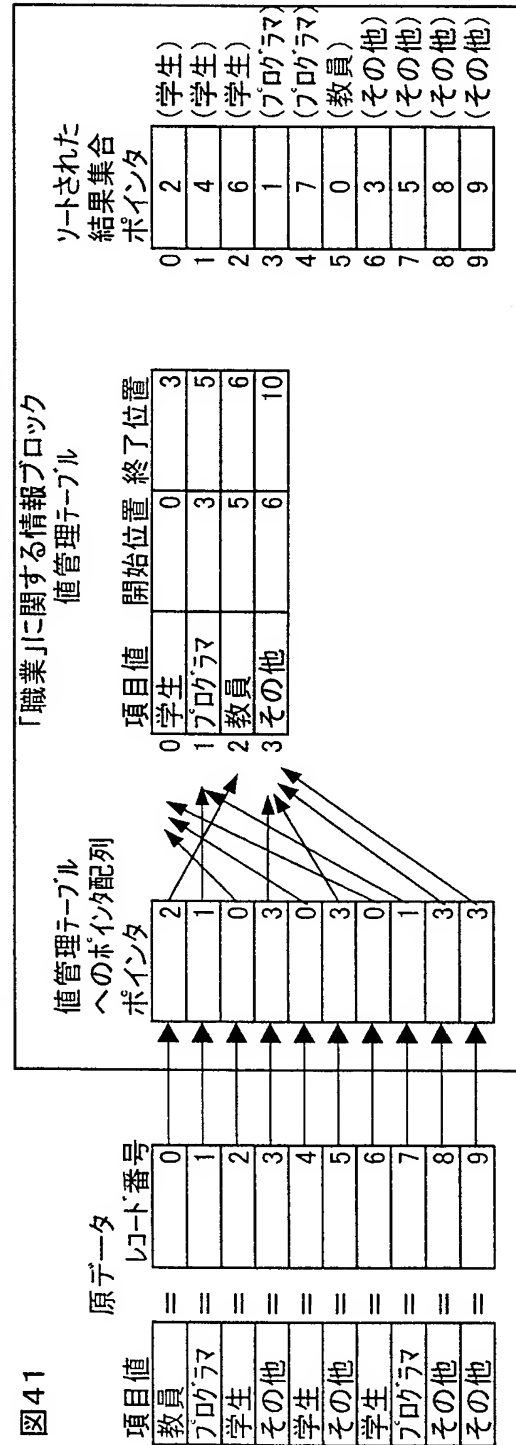 図41
原データ
項目値 レコード番号
教員 = 0
プログラマ = 1
学生 = 2
その他 = 3
学生 = 4
その他 = 5
学生 = 6
プログラマ = 7
その他 = 8
その他 = 9
「職業」に関する情報ブロック
値管理テーブル
へのポインタ配列
ポインタ
2
1
0
3
0
3
0
1
3
3
値管理テーブル
項目値 開始位置 終了位置
0 学生 0 3
1 プログラマ 3 5
2 教員 5 6
3 その他 6 10
ソートされた
結果集合
ポインタ
0 2 (学生)
1 4 (学生)
2 6 (学生)
3 1 (プログラマ)
4 7 (プログラマ)
5 0 (教員)
6 3 (その他)
7 5 (その他)
8 8 (その他)
9 9 (その他)